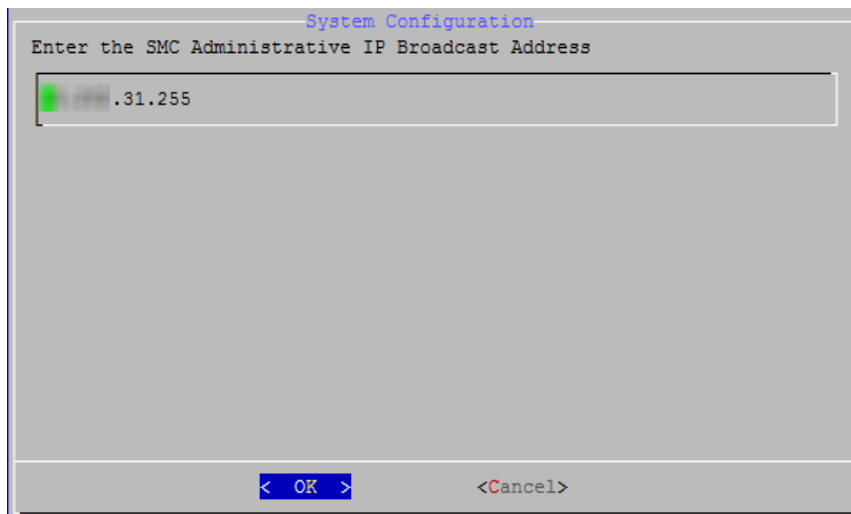 System Configuration
Enter the SMC Administrative IP Broadcast Address
.31.255
< OK > <Cancel>